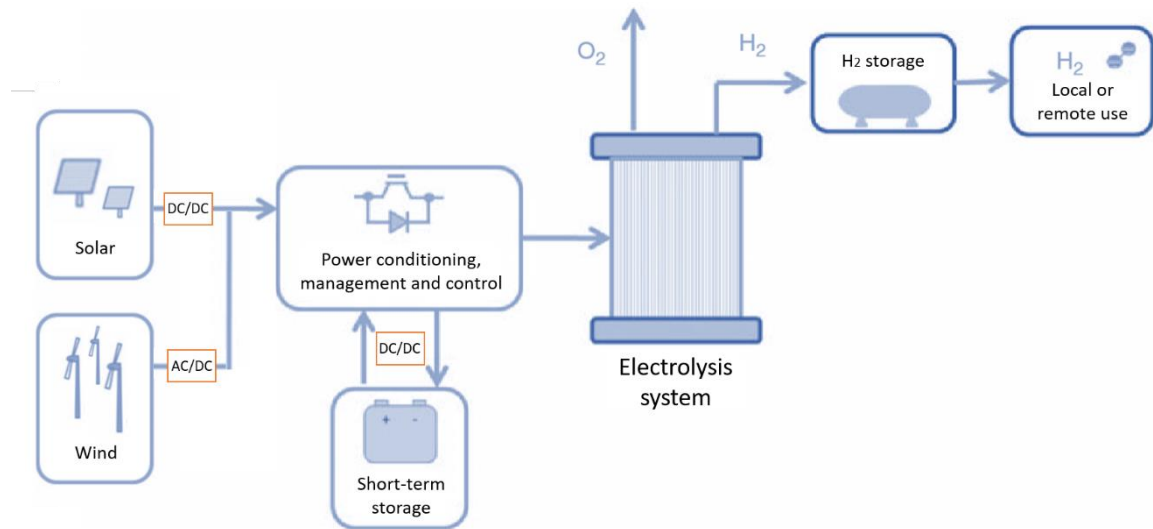 O₂
H₂
H₂ storage
H₂
Local or
remote use
Solar
DC/DC
Power conditioning,
management and control
Wind
AC/DC
DC/DC
+ -
Short-term
storage
Electrolysis
system